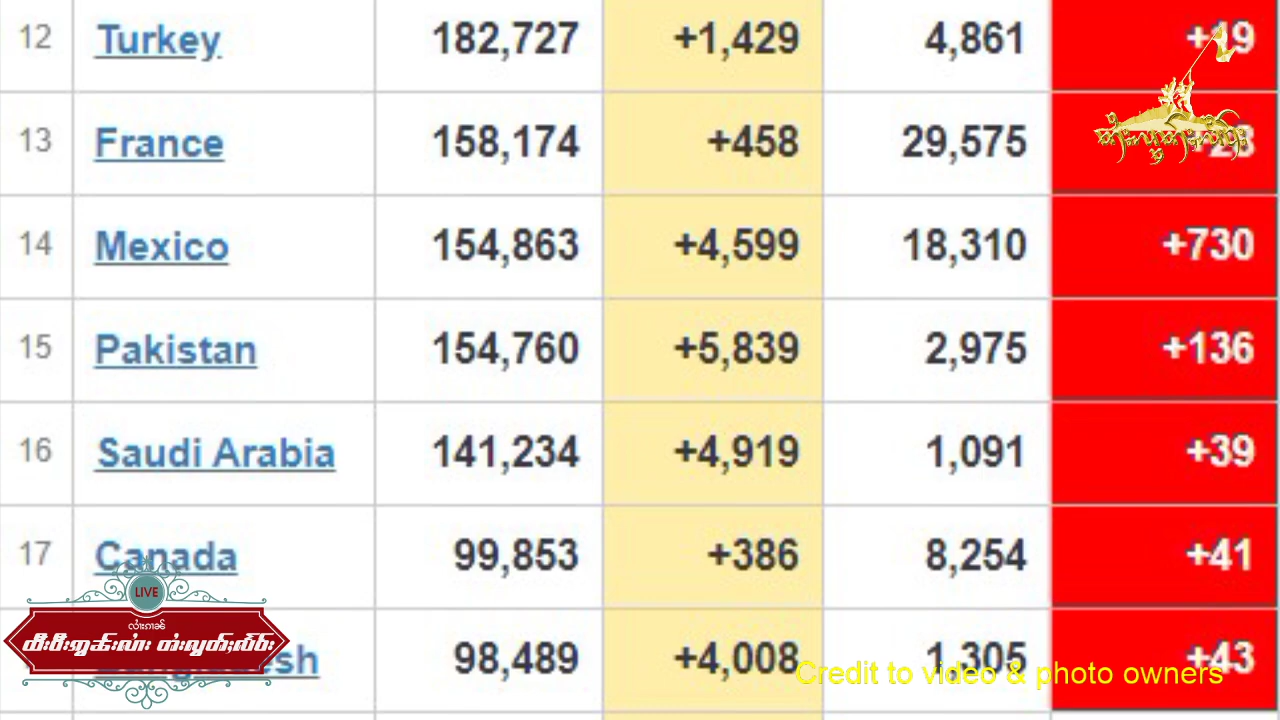 12 Turkey 182,727 +1,429 4,861 +19
13 France 158,174 +458 29,575
14 Mexico 154,863 +4,599 18,310 +730
15 Pakistan 154,760 +5,839 2,975 +136
16 Saudi Arabia 141,234 +4,919 1,091 +39
17 Canada 99,853 +386 8,254 +41
98,489 +4,008 1,305 +43
LIVE
Credit to video & photo owners